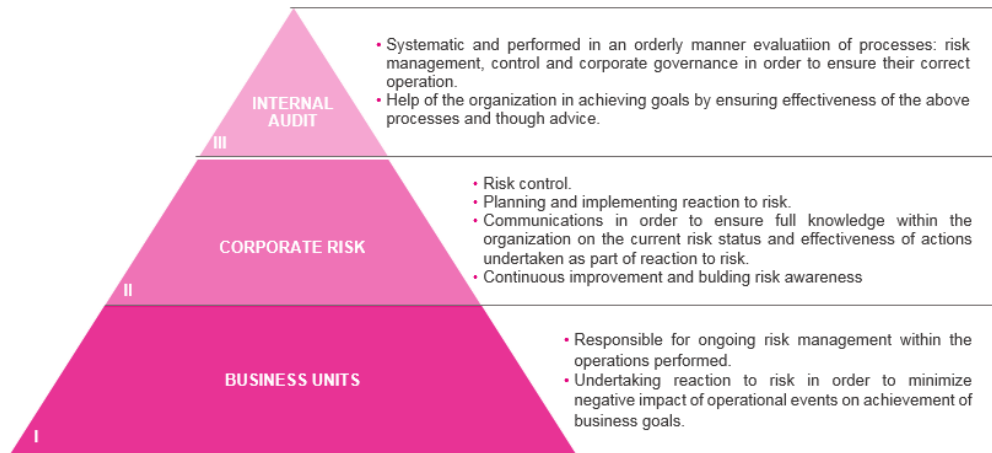 • Systematic and performed in an orderly manner evaluatiion of processes: risk
management, control and corporate governance in order to ensure their correct
operation.
• Help of the organization in achieving goals by ensuring effectiveness of the above
processes and though advice.
INTERNAL
AUDIT
III
• Risk control.
• Planning and implementing reaction to risk.
• Communications in order to ensure full knowledge within the
organization on the current risk status and effectiveness of actions
undertaken as part of reaction to risk.
• Continuous improvement and bulding risk awareness
CORPORATE RISK
II
• Responsible for ongoing risk management within the
operations performed.
• Undertaking reaction to risk in order to minimize
negative impact of operational events on achievement of
business goals.
BUSINESS UNITS
I